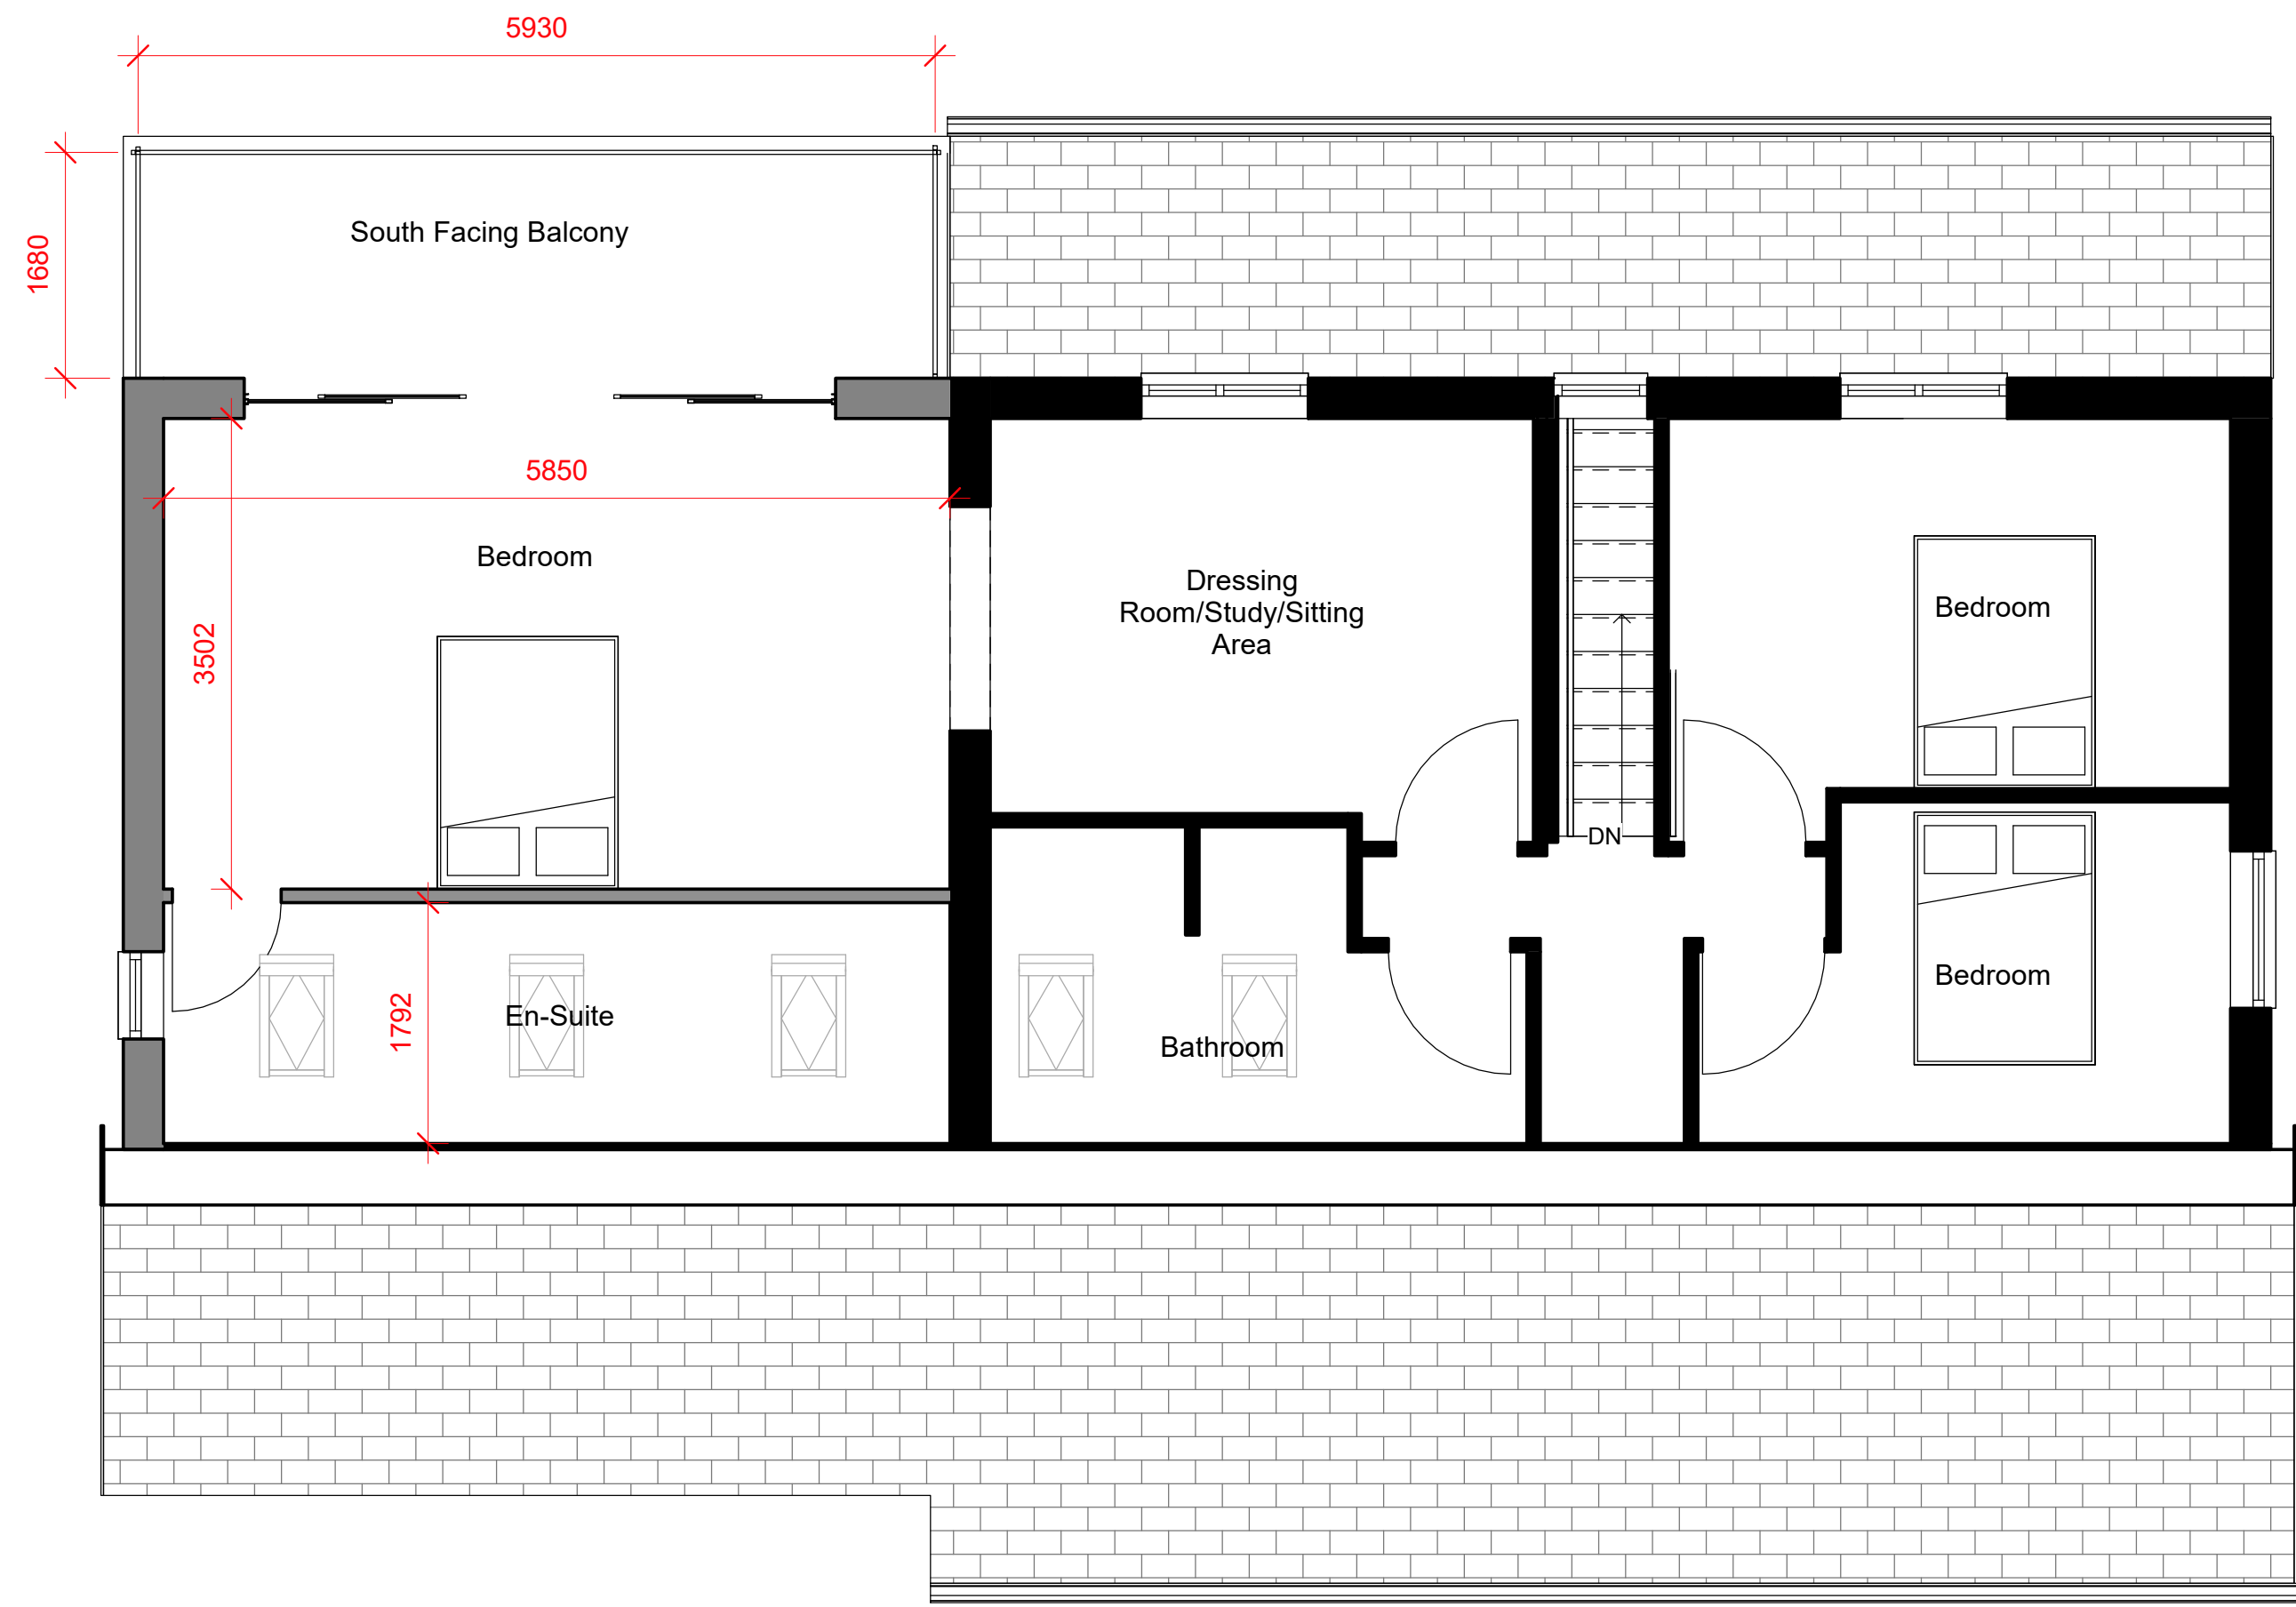 5930
South Facing Balcony
1680
5850
Bedroom
3502
Dressing
Room/Study/Sitting
Area
Bedroom
DN
Bedroom
En-Suite
1792
Bathroom